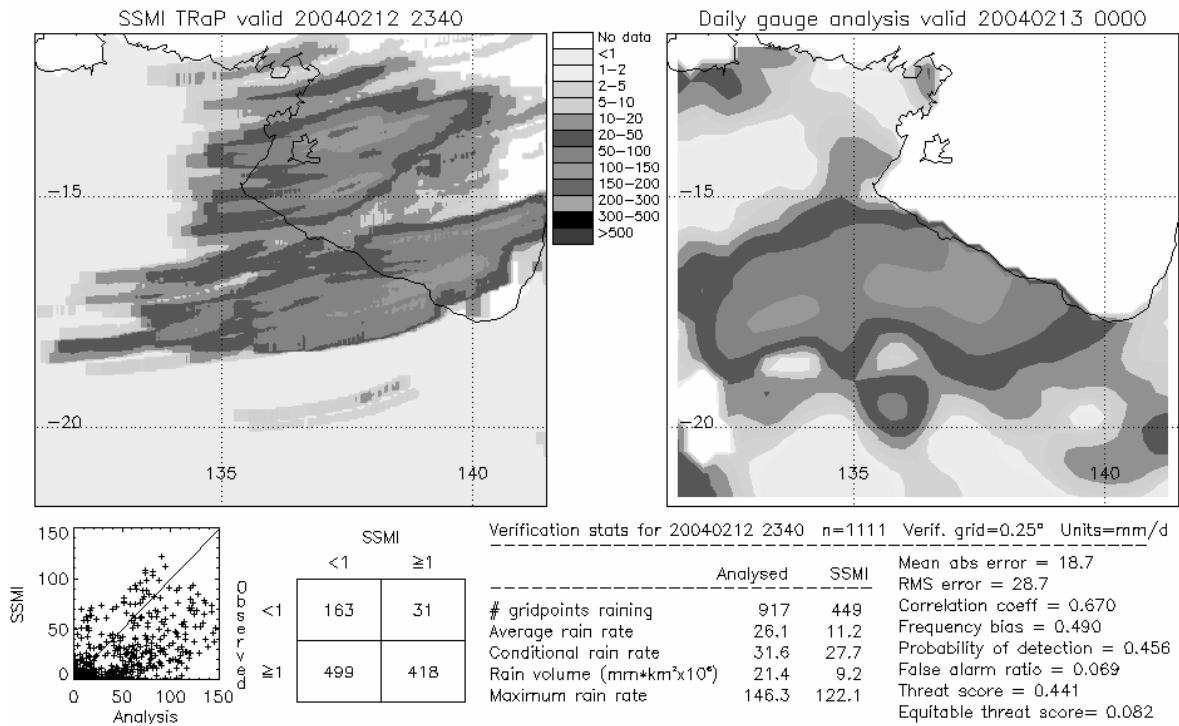 SSMI TRaP valid 20040212 2340
Daily gauge analysis valid 20040213 0000
No data
<1
1-2
2-5
5-10
10-20
20-50
50-100
100-150
150-200
200-300
300-500
>500
-15
-20
135
140
-15
-20
135
140
150
100
50
0
SSMI
0 50 100 150
Analysis
SSMI
<1 ≥1
Observed
<1 163 31
≥1 499 418
Verification stats for 20040212 2340 n=1111 Verif. grid=0.25° Units=mm/d
Analysed SSMI
# gridpoints raining 917 449
Average rain rate 26.1 11.2
Conditional rain rate 31.6 27.7
Rain volume (mm*km²x10⁶) 21.4 9.2
Maximum rain rate 146.3 122.1
Mean abs error = 18.7
RMS error = 28.7
Correlation coeff = 0.670
Frequency bias = 0.490
Probability of detection = 0.456
False alarm ratio = 0.069
Threat score = 0.441
Equitable threat score= 0.082